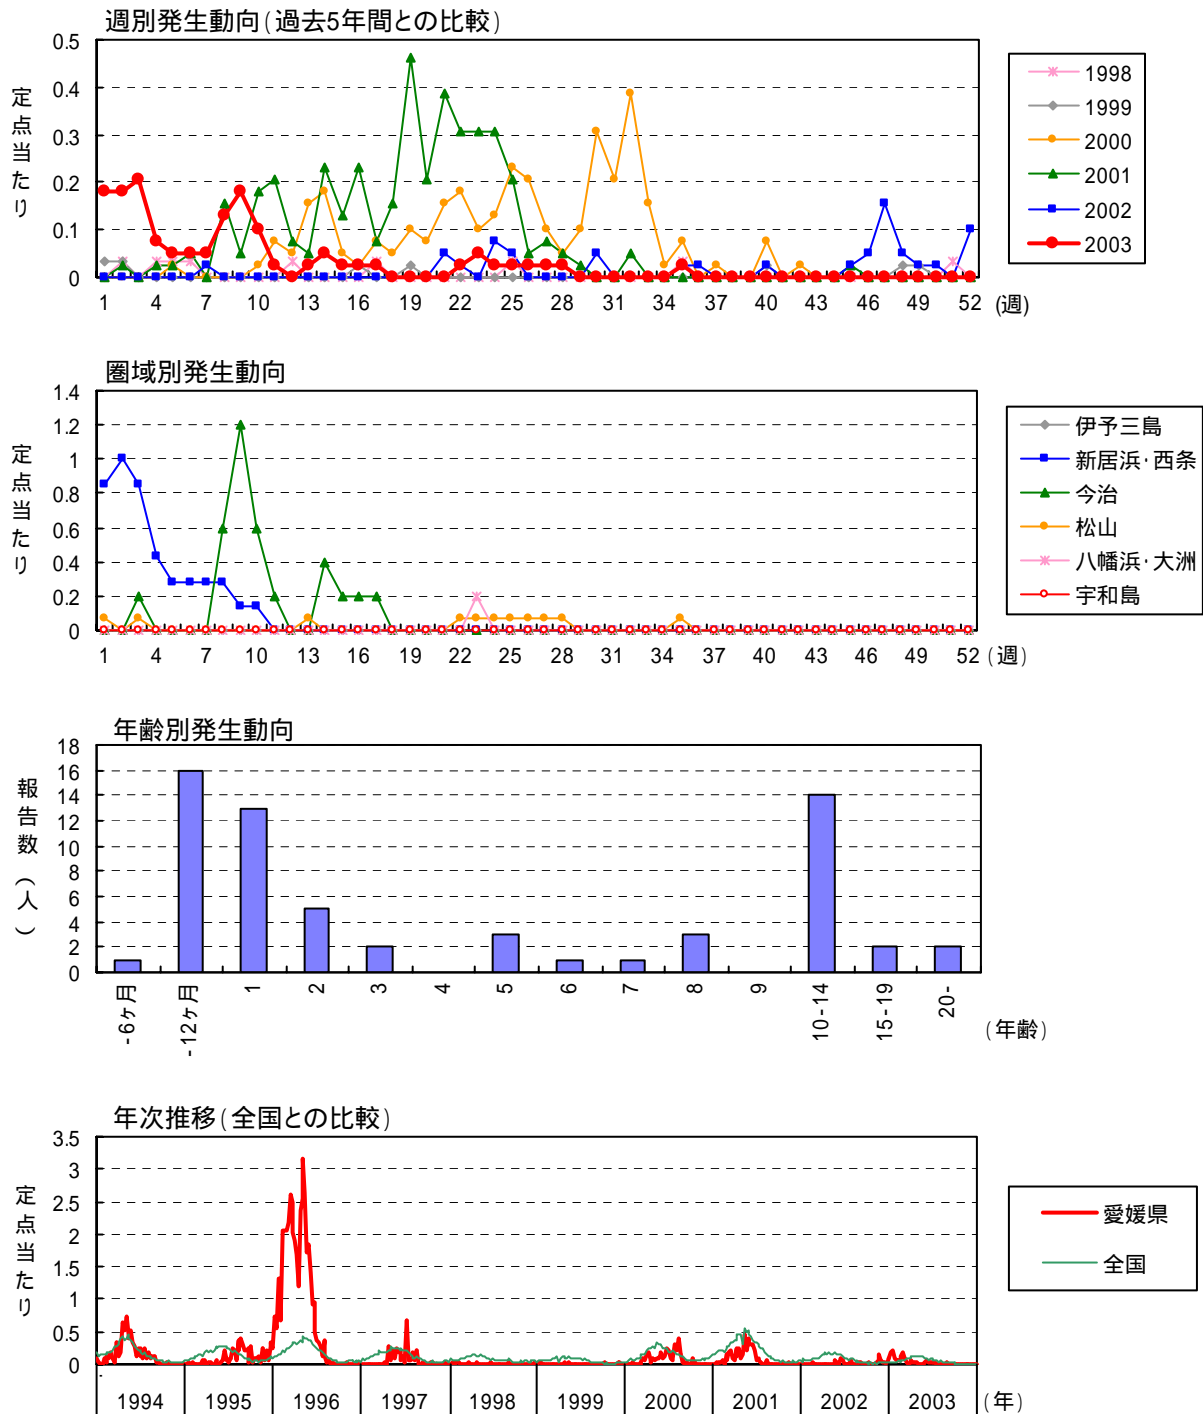 週別発生動向(過去5年間との比較)
0.5
0.4
0.3
0.2
0.1
0
定点当たり
1 4 7 10 13 16 19 22 25 28 31 34 37 40 43 46 49 52 (週)
1998
1999
2000
2001
2002
2003
圏域別発生動向
1.4
1.2
1
0.8
0.6
0.4
0.2
0
定点当たり
1 4 7 10 13 16 19 22 25 28 31 34 37 40 43 46 49 52 (週)
伊予三島
新居浜・西条
今治
松山
八幡浜・大洲
宇和島
年齢別発生動向
18
16
14
12
10
8
6
4
2
0
報告数(人)
-6ヶ月 -12ヶ月 1 2 3 4 5 6 7 8 9 10-14 15-19 20- (年齢)
年次推移(全国との比較)
3.5
3
2.5
2
1.5
1
0.5
0
定点当たり
1994 1995 1996 1997 1998 1999 2000 2001 2002 2003 (年)
愛媛県
全国